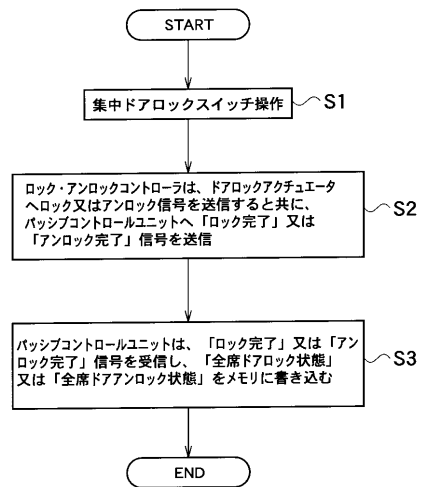 START
集中ドアロックスイッチ操作
S1
ロック・アンロックコントローラは、ドアロックアクチュエータ
へロック又はアンロック信号を送信すると共に、
パッシブコントロールユニットへ「ロック完了」又は
「アンロック完了」信号を送信
S2
パッシブコントロールユニットは、「ロック完了」又は「アン
ロック完了」信号を受信し、「全席ドアロック状態」
又は「全席ドアアンロック状態」をメモリに書き込む
S3
END